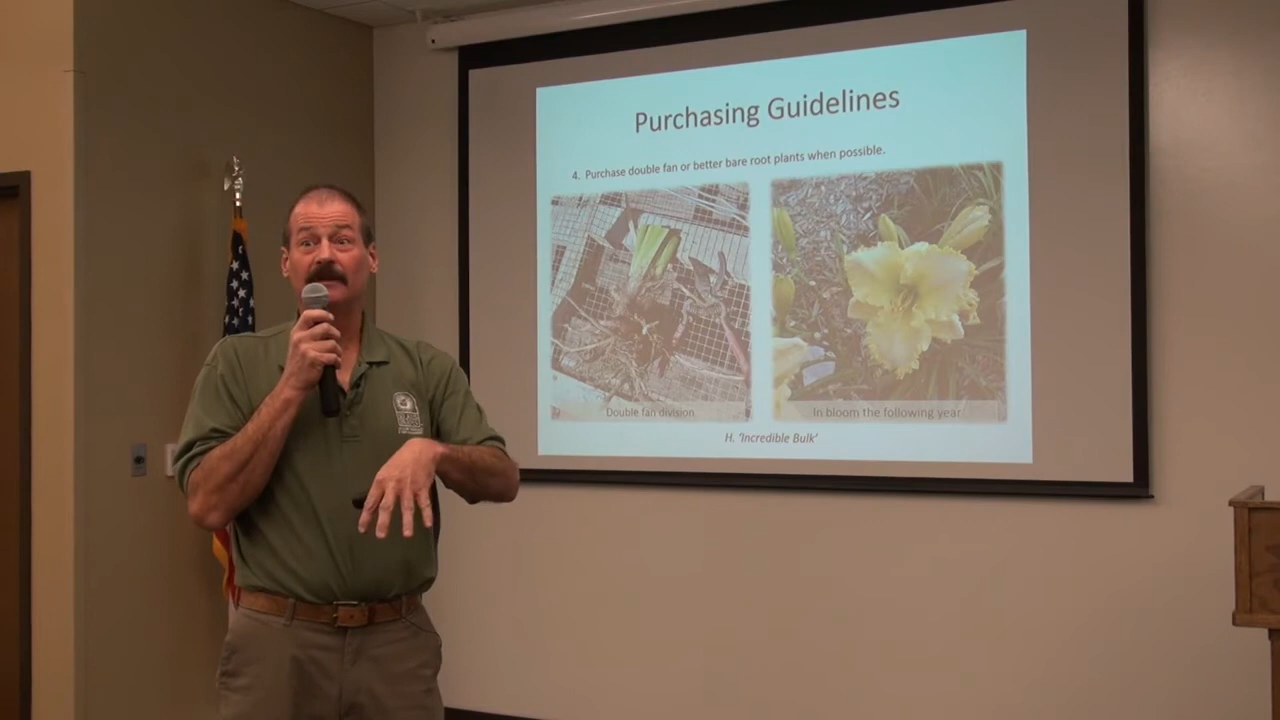 Purchasing Guidelines
4. Purchase double fan or better bare root plants when possible.
Double fan division
In bloom the following year
H. 'Incredible Bulk'